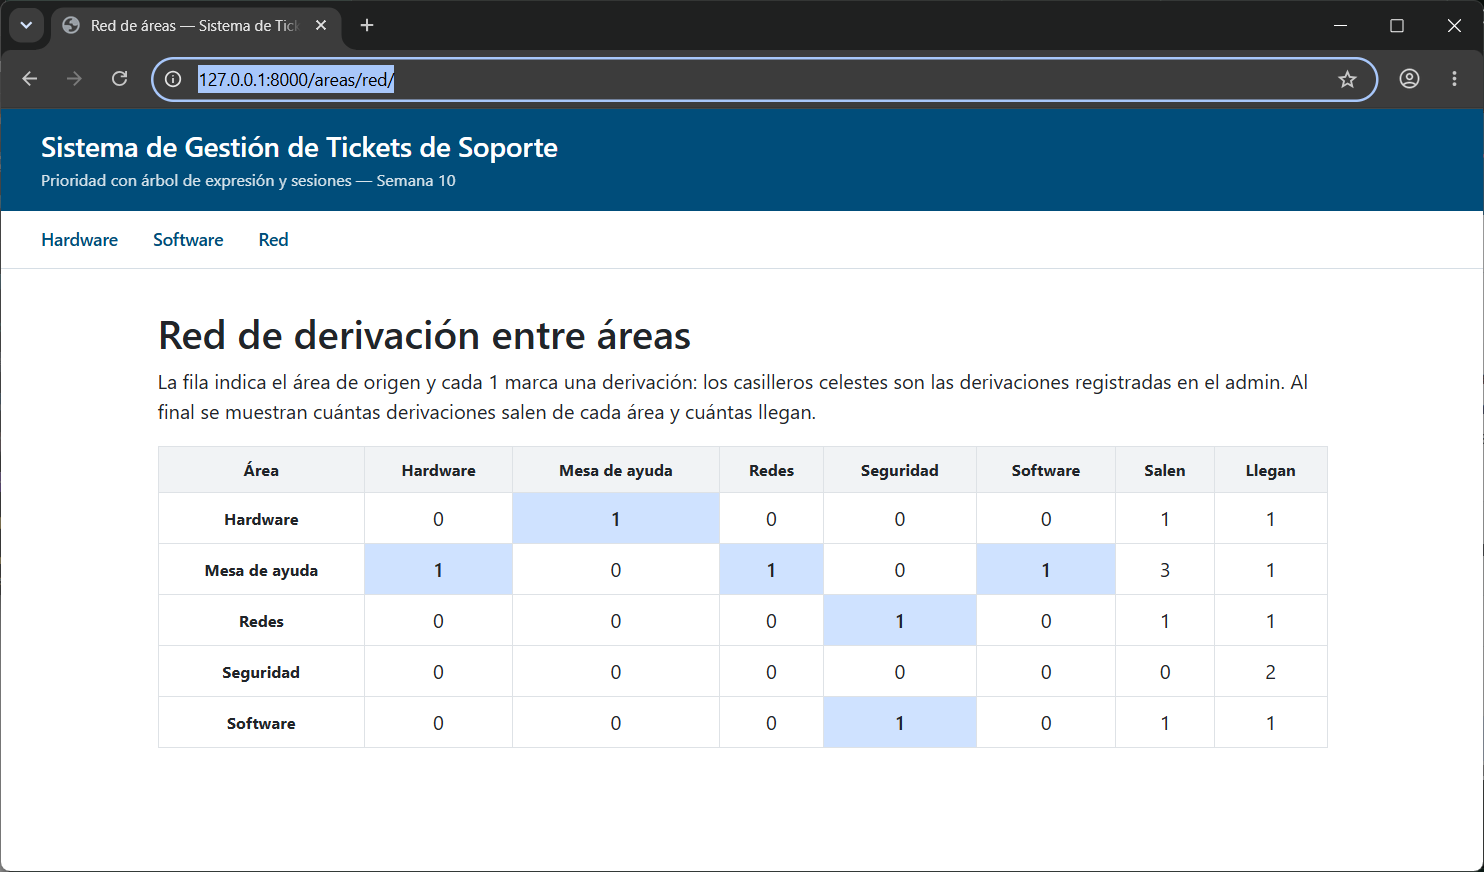 Red de áreas — Sistema de Tick
127.0.0.1:8000/areas/red/
Sistema de Gestión de Tickets de Soporte
Prioridad con árbol de expresión y sesiones — Semana 10
Hardware Software Red
Red de derivación entre áreas
La fila indica el área de origen y cada 1 marca una derivación: los casilleros celestes son las derivaciones registradas en el admin. Al
final se muestran cuántas derivaciones salen de cada área y cuántas llegan.
Área Hardware Mesa de ayuda Redes Seguridad Software Salen Llegan
Hardware 0 1 0 0 0 1 1
Mesa de ayuda 1 0 1 0 1 3 1
Redes 0 0 0 1 0 1 1
Seguridad 0 0 0 0 0 0 2
Software 0 0 0 1 0 1 1